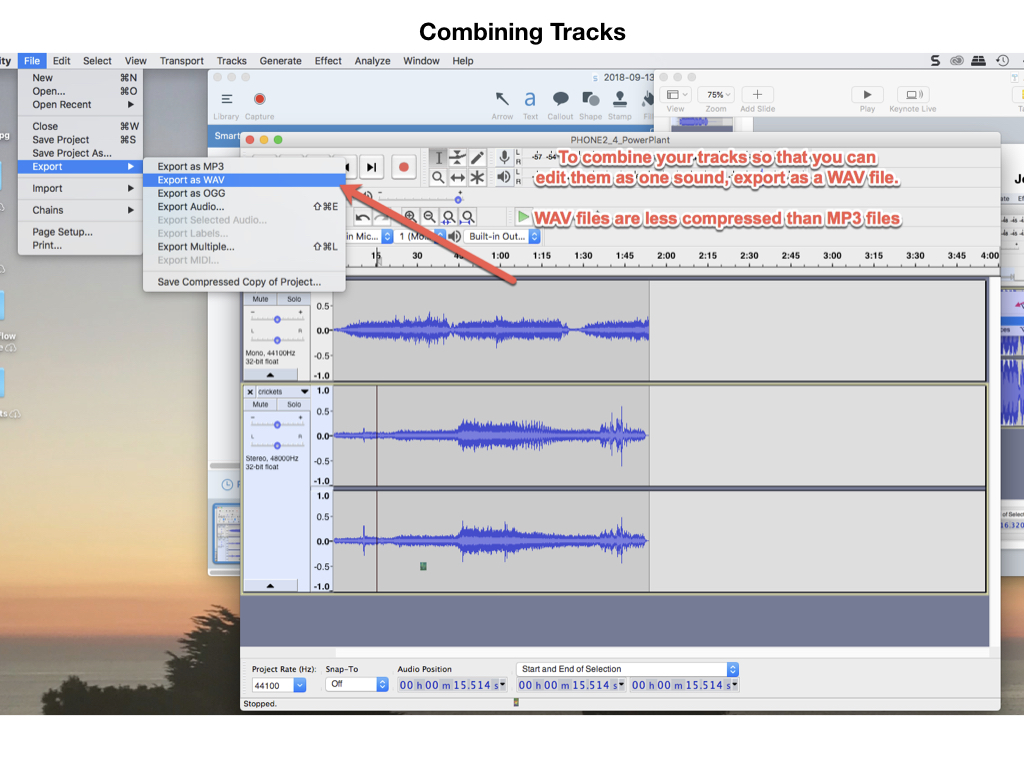 Combining Tracks
ity File Edit Select View Transport Tracks Generate Effect Analyze Window Help
New ⌘N
Open... ⌘O
Open Recent
Close ⌘W
Save Project ⌘S
Save Project As...
Export
Import
Chains
Page Setup...
Print...
Export as MP3
Export as WAV
Export as OGG
Export Audio... ⇧⌘E
Export Selected Audio...
Export Labels...
Export Multiple... ⇧⌘L
Export MIDI...
Save Compressed Copy of Project...
2018-09-13
Library Capture Arrow Text Callout Shape Stamp
75%
View Zoom Add Slide Play Keynote Live
Smart
PHONE2_4_PowerPlant
L
R
-57 -54
L
R
To combine your tracks so that you can
edit them as one sound, export as a WAV file.
WAV files are less compressed than MP3 files
in Mic... 1 (Mo... Built-in Out...
15 30 1:00 1:15 1:30 1:45 2:00 2:15 2:30 2:45 3:00 3:15 3:30 3:45 4:00
Mute Solo
- +
L R
Mono, 44100Hz
32-bit float
0.5
0.0
-0.5
-1.0
crickets
Mute Solo
- +
L R
Stereo, 48000Hz
32-bit float
1.0
0.5
0.0
-0.5
-1.0
1.0
0.5
0.0
-0.5
-1.0
Project Rate (Hz): Snap-To Audio Position Start and End of Selection
44100 Off 00 h 00 m 15.514 s 00 h 00 m 15.514 s 00 h 00 m 15.514 s
Stopped.